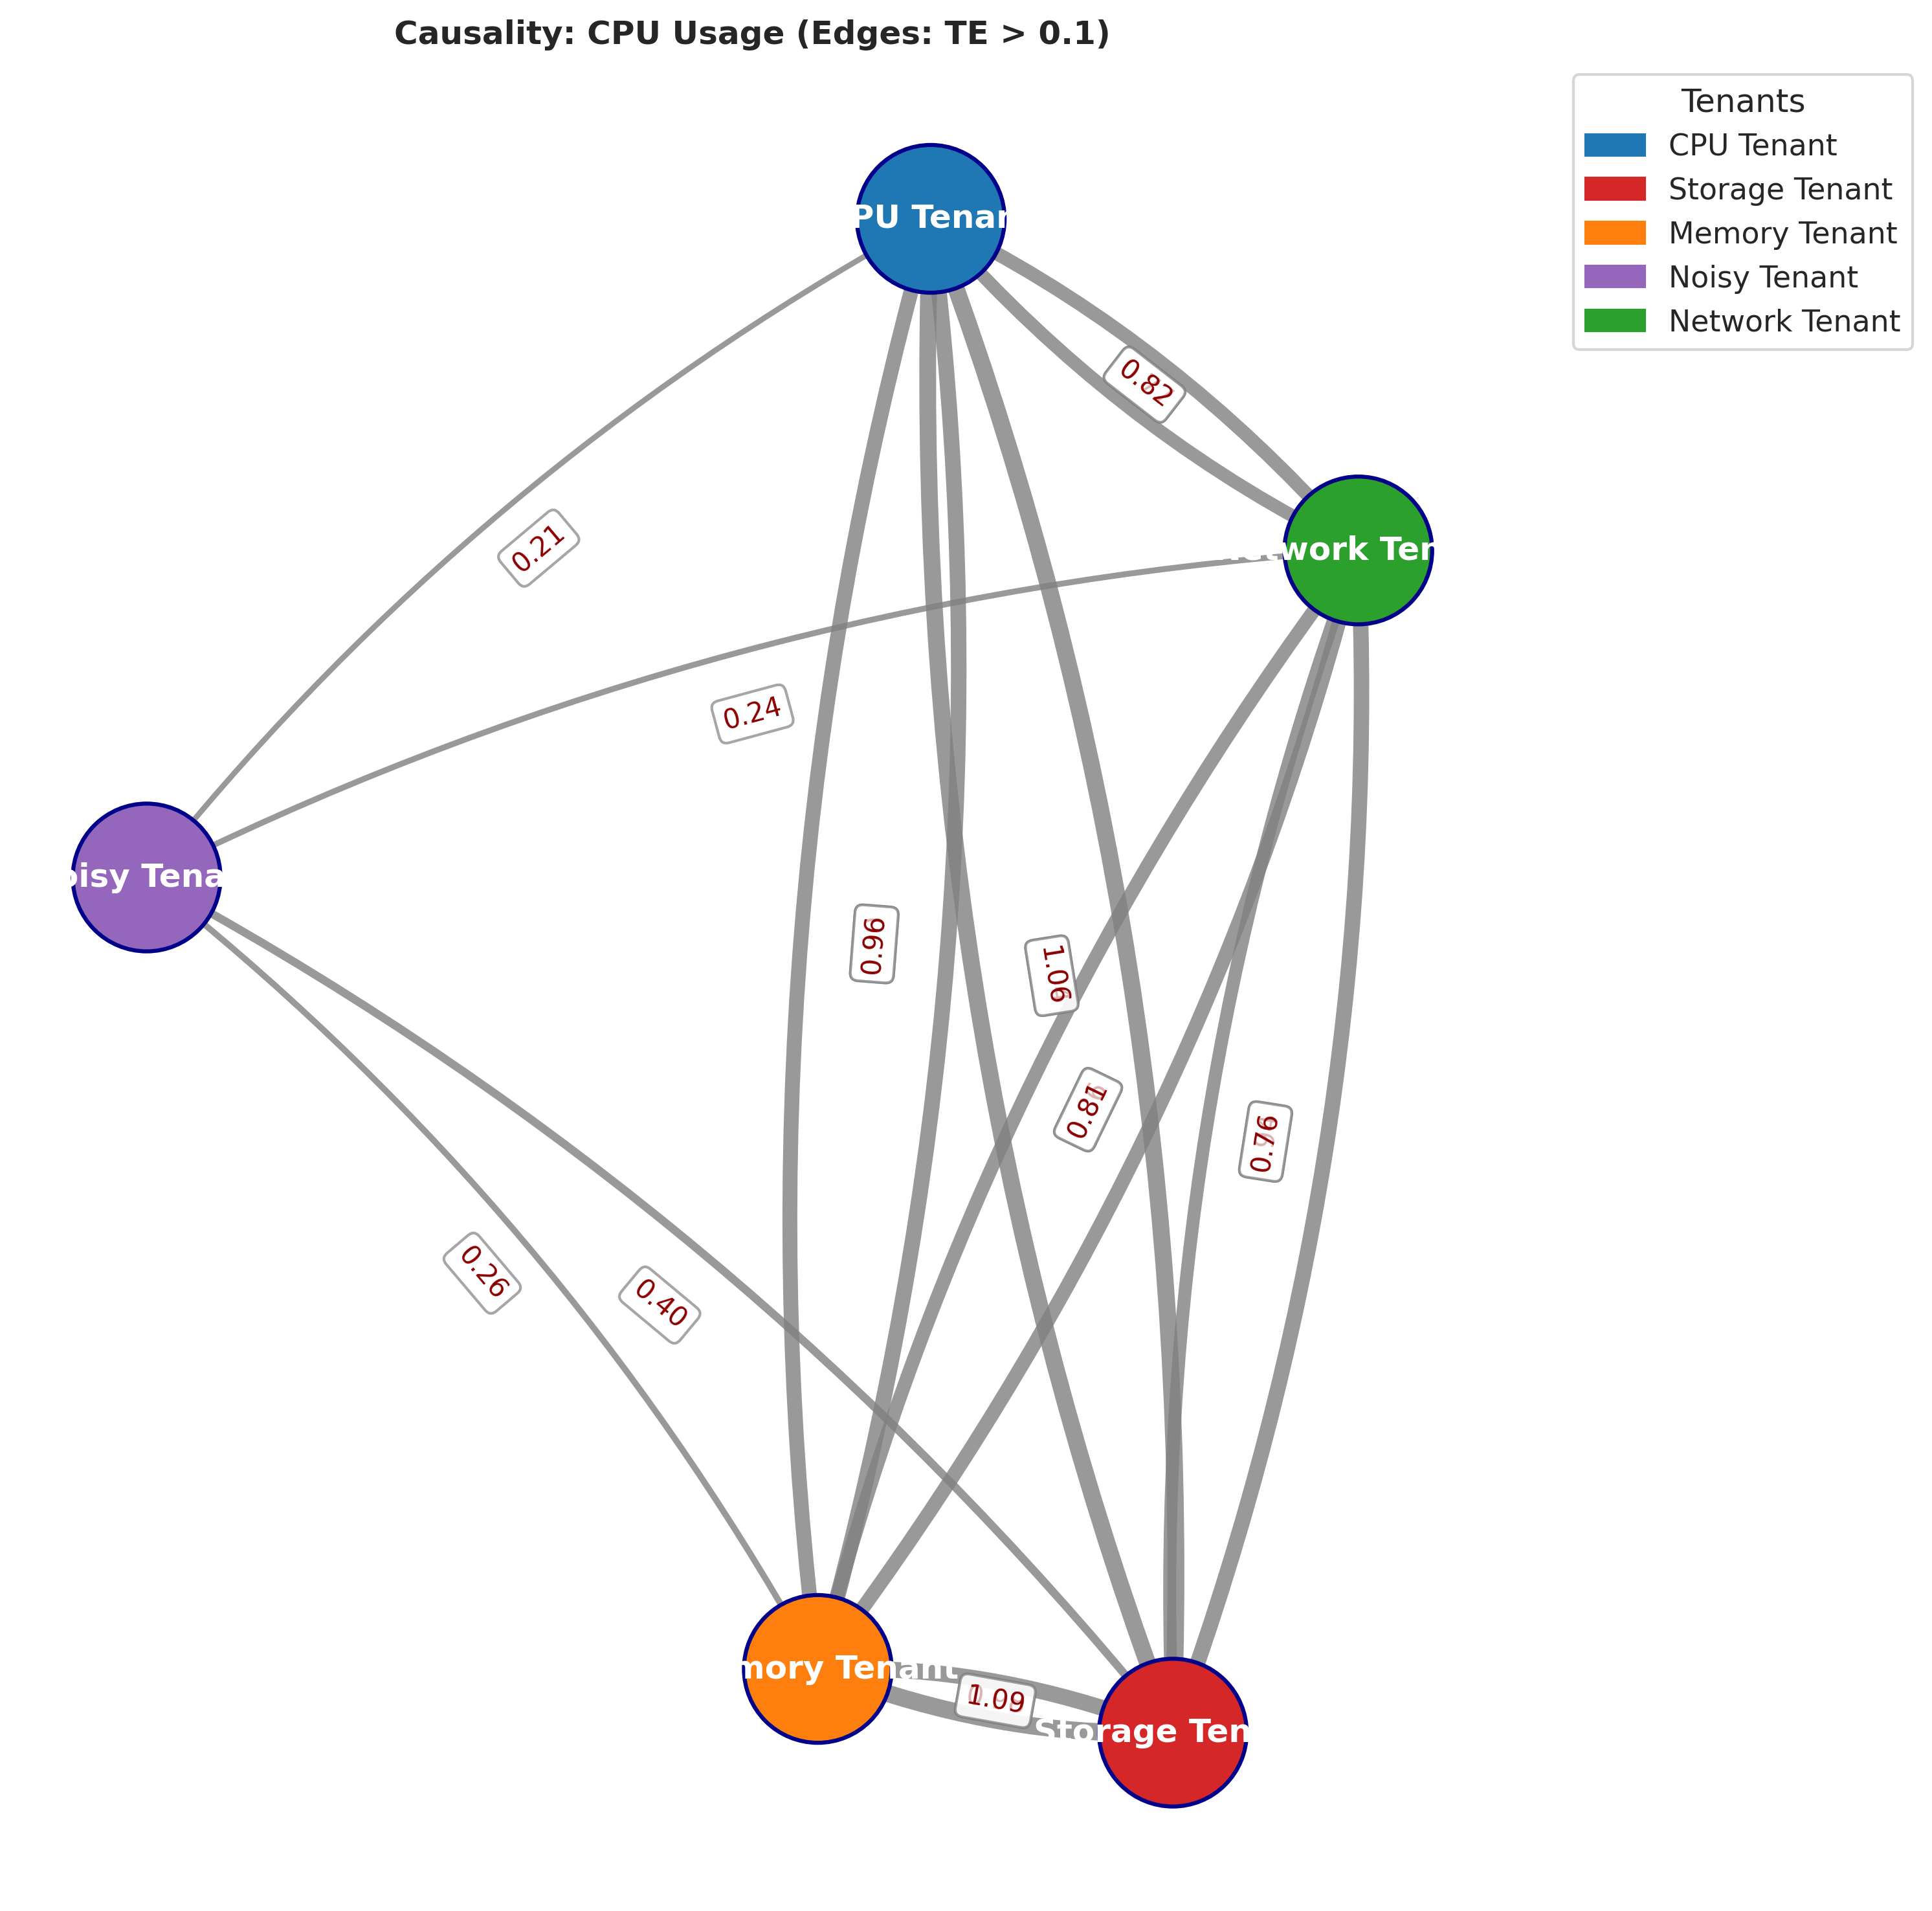 Causality: CPU Usage (Edges: TE > 0.1)
Tenants
CPU Tenant
Storage Tenant
Memory Tenant
Noisy Tenant
Network Tenant
PU Tenan
0.82
0.21
work Ten
0.24
oisy Tena
0.96
1.06
0.81
0.76
0.26
0.40
mory Tenant
1.09
Storage Ten